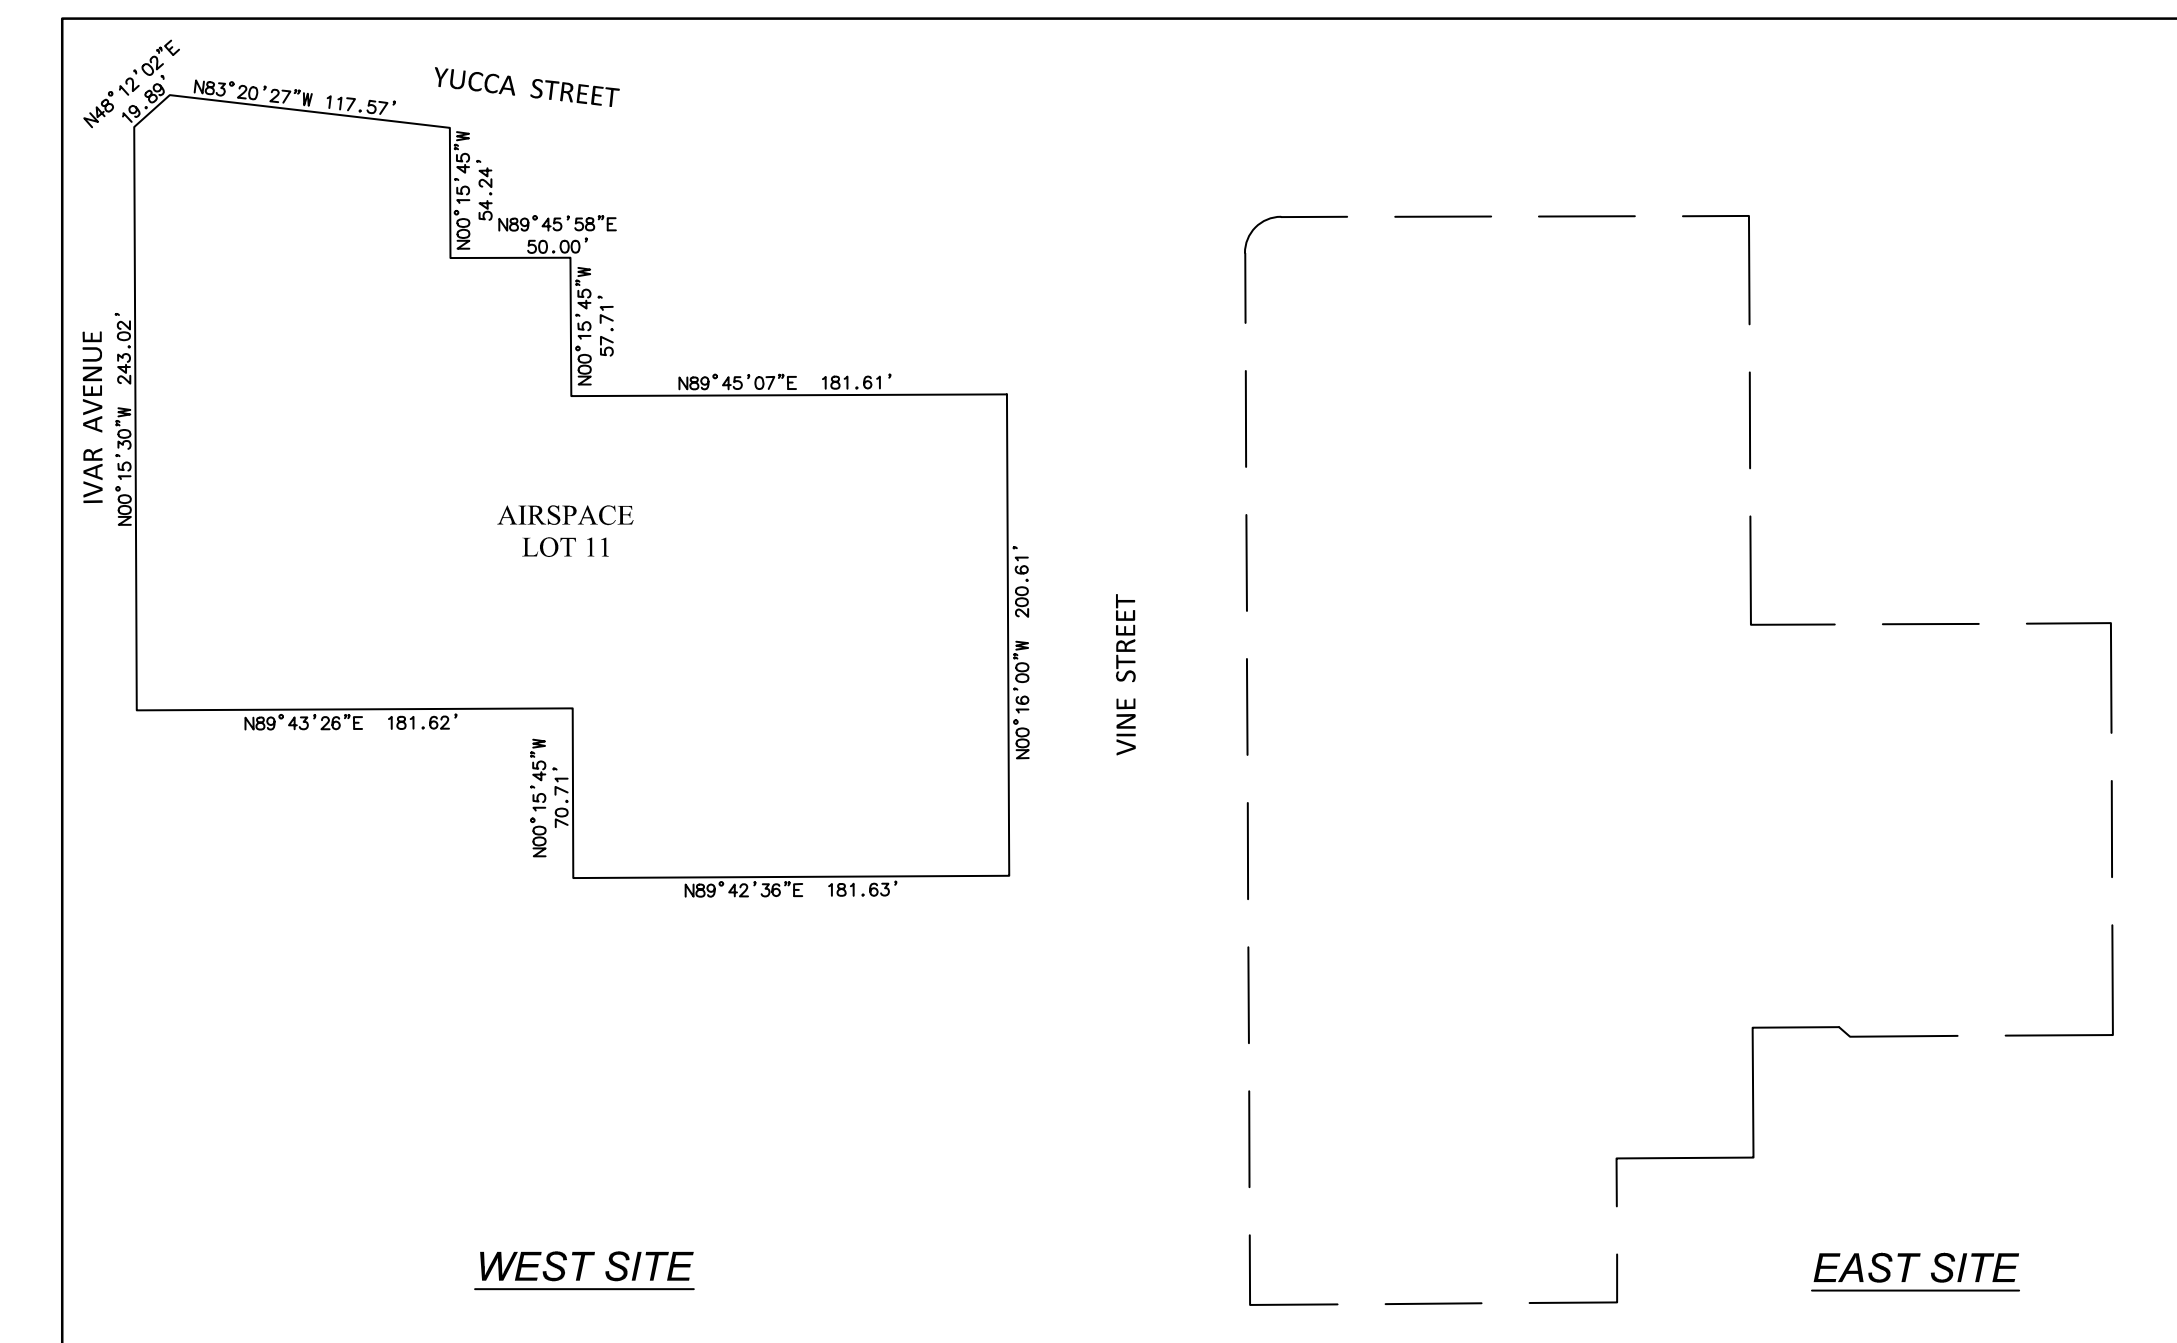 N48°12'02"E
19.89'
N83°20'27"W 117.57'
YUCCA STREET
N00°15'45"W
54.24'
N89°45'58"E
50.00'
N00°15'45"W
57.71'
N89°45'07"E 181.61'
IVAR AVENUE
N00°15'30"W 243.02'
AIRSPACE
LOT 11
N00°16'00"W 200.61'
VINE STREET
N89°43'26"E 181.62'
N00°15'45"W
70.71'
N89°42'36"E 181.63'
WEST SITE
EAST SITE